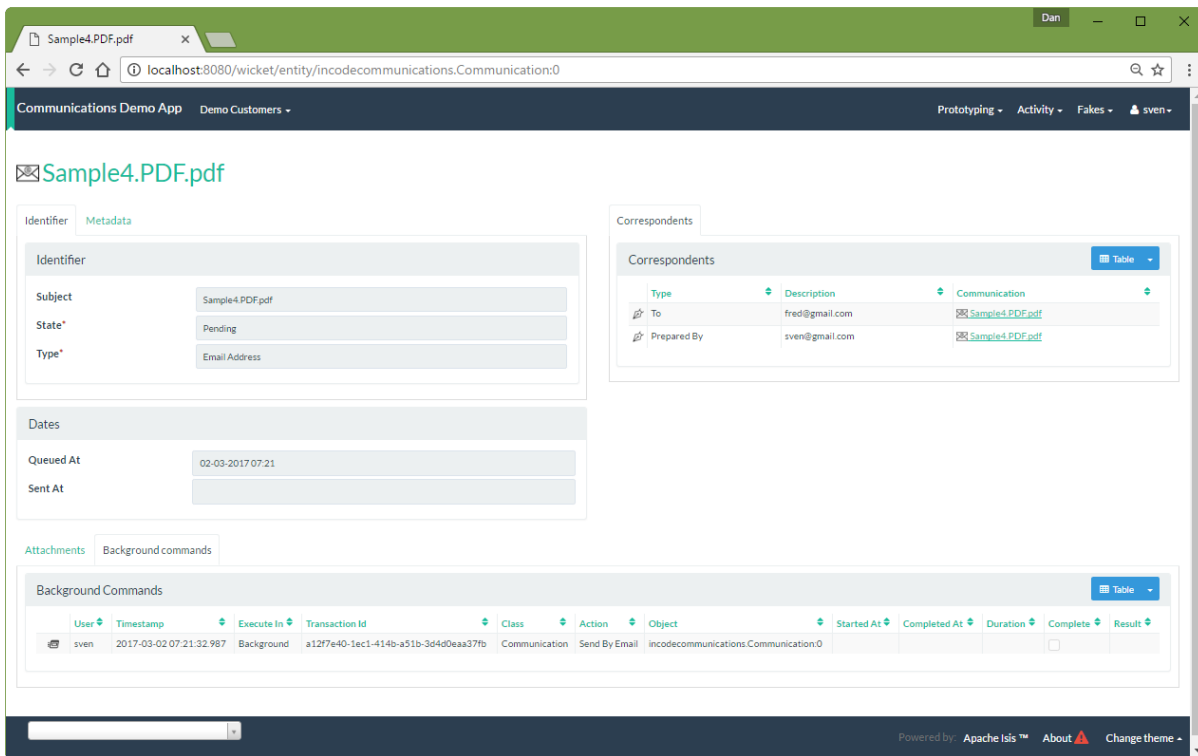 Dan
Sample4.PDF.pdf
localhost:8080/wicket/entity/incodecommunications.Communication:0
Communications Demo App Demo Customers Prototyping Activity Fakes sven
Sample4.PDF.pdf
Identifier Metadata
Identifier
Subject Sample4.PDF.pdf
State* Pending
Type* Email Address
Correspondents
Correspondents Table
Type Description Communication
To fred@gmail.com Sample4.PDF.pdf
Prepared By sven@gmail.com Sample4.PDF.pdf
Dates
Queued At 02-03-2017 07:21
Sent At
Attachments Background commands
Background Commands Table
User Timestamp Execute In Transaction Id Class Action Object Started At Completed At Duration Complete Result
sven 2017-03-02 07:21:32.987 Background a12f7e40-1ec1-414b-a51b-3d4d0eaa37fb Communication Send By Email incodecommunications.Communication:0
Powered by: Apache Isis ™ About Change theme